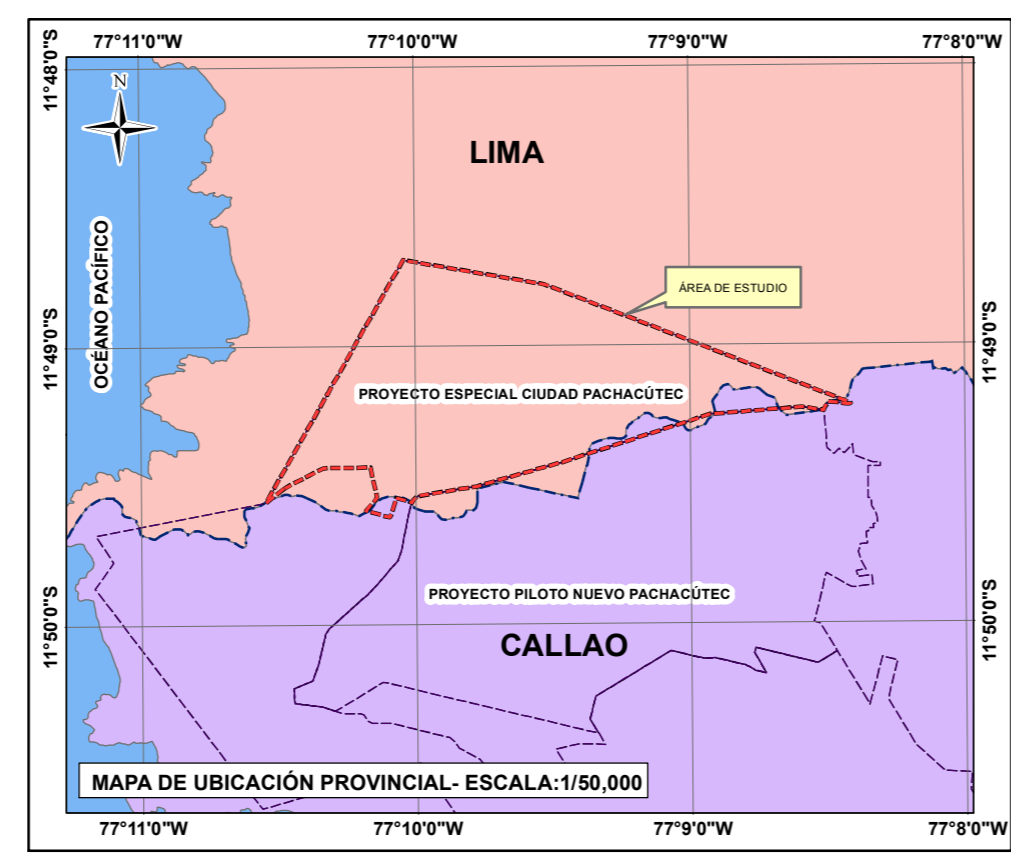 77°11'0"W 77°10'0"W 77°9'0"W 77°8'0"W
11°48'0"S
N
LIMA
OCÉANO PACÍFICO
ÁREA DE ESTUDIO
11°49'0"S
11°49'0"S
PROYECTO ESPECIAL CIUDAD PACHACÚTEC
PROYECTO PILOTO NUEVO PACHACÚTEC
11°50'0"S
11°50'0"S
CALLAO
MAPA DE UBICACIÓN PROVINCIAL- ESCALA:1/50,000
77°11'0"W 77°10'0"W 77°9'0"W 77°8'0"W